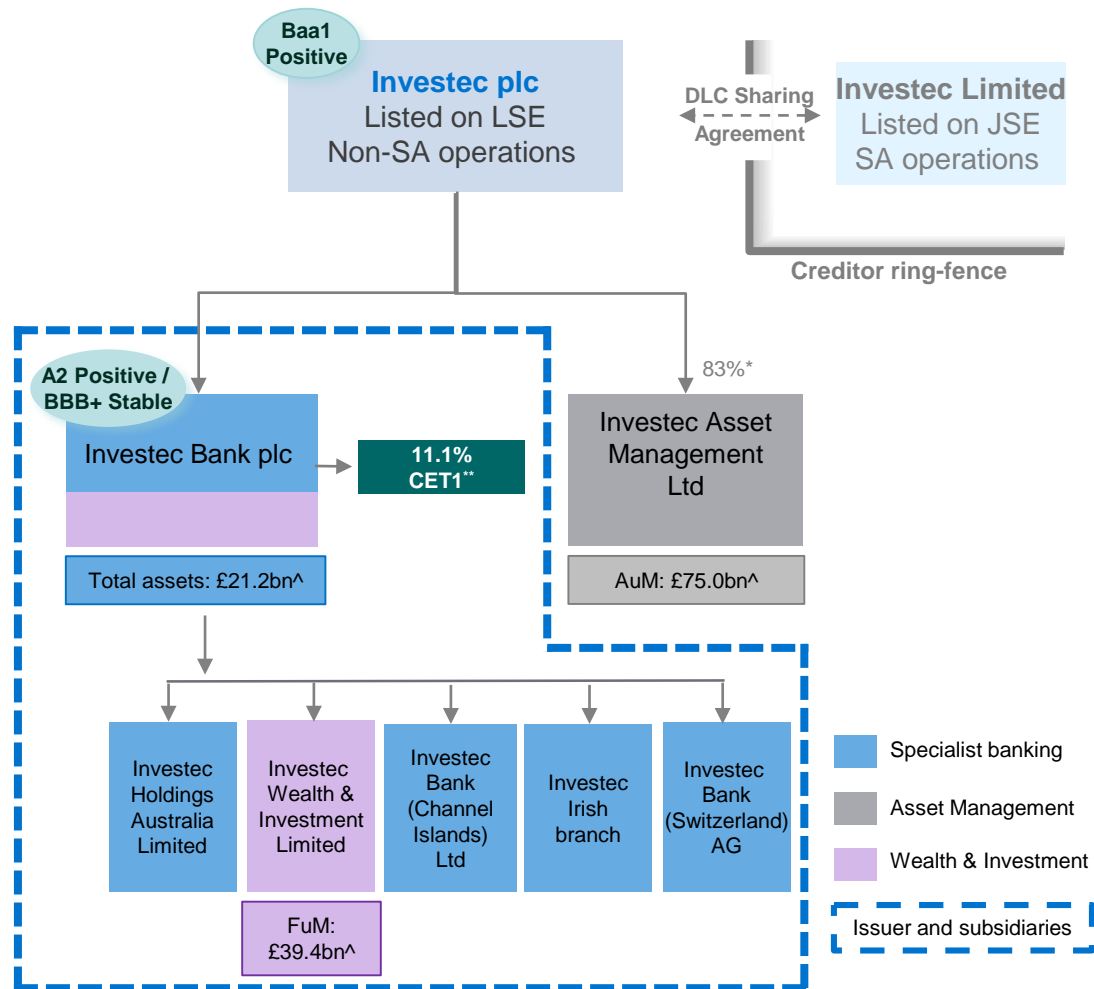 Baa1
Positive
Investec plc
Listed on LSE
Non-SA operations
DLC Sharing
Agreement
Investec Limited
Listed on JSE
SA operations
Creditor ring-fence
A2 Positive /
BBB+ Stable
Investec Bank plc
11.1%
CET1**
83%*
Investec Asset
Management
Ltd
Total assets: £21.2bn^
AuM: £75.0bn^
Investec
Holdings
Australia
Limited
Investec
Wealth &
Investment
Limited
Investec
Bank
(Channel
Islands)
Ltd
Investec
Irish
branch
Investec
Bank
(Switzerland)
AG
FuM:
£39.4bn^
Specialist banking
Asset Management
Wealth & Investment
Issuer and subsidiaries